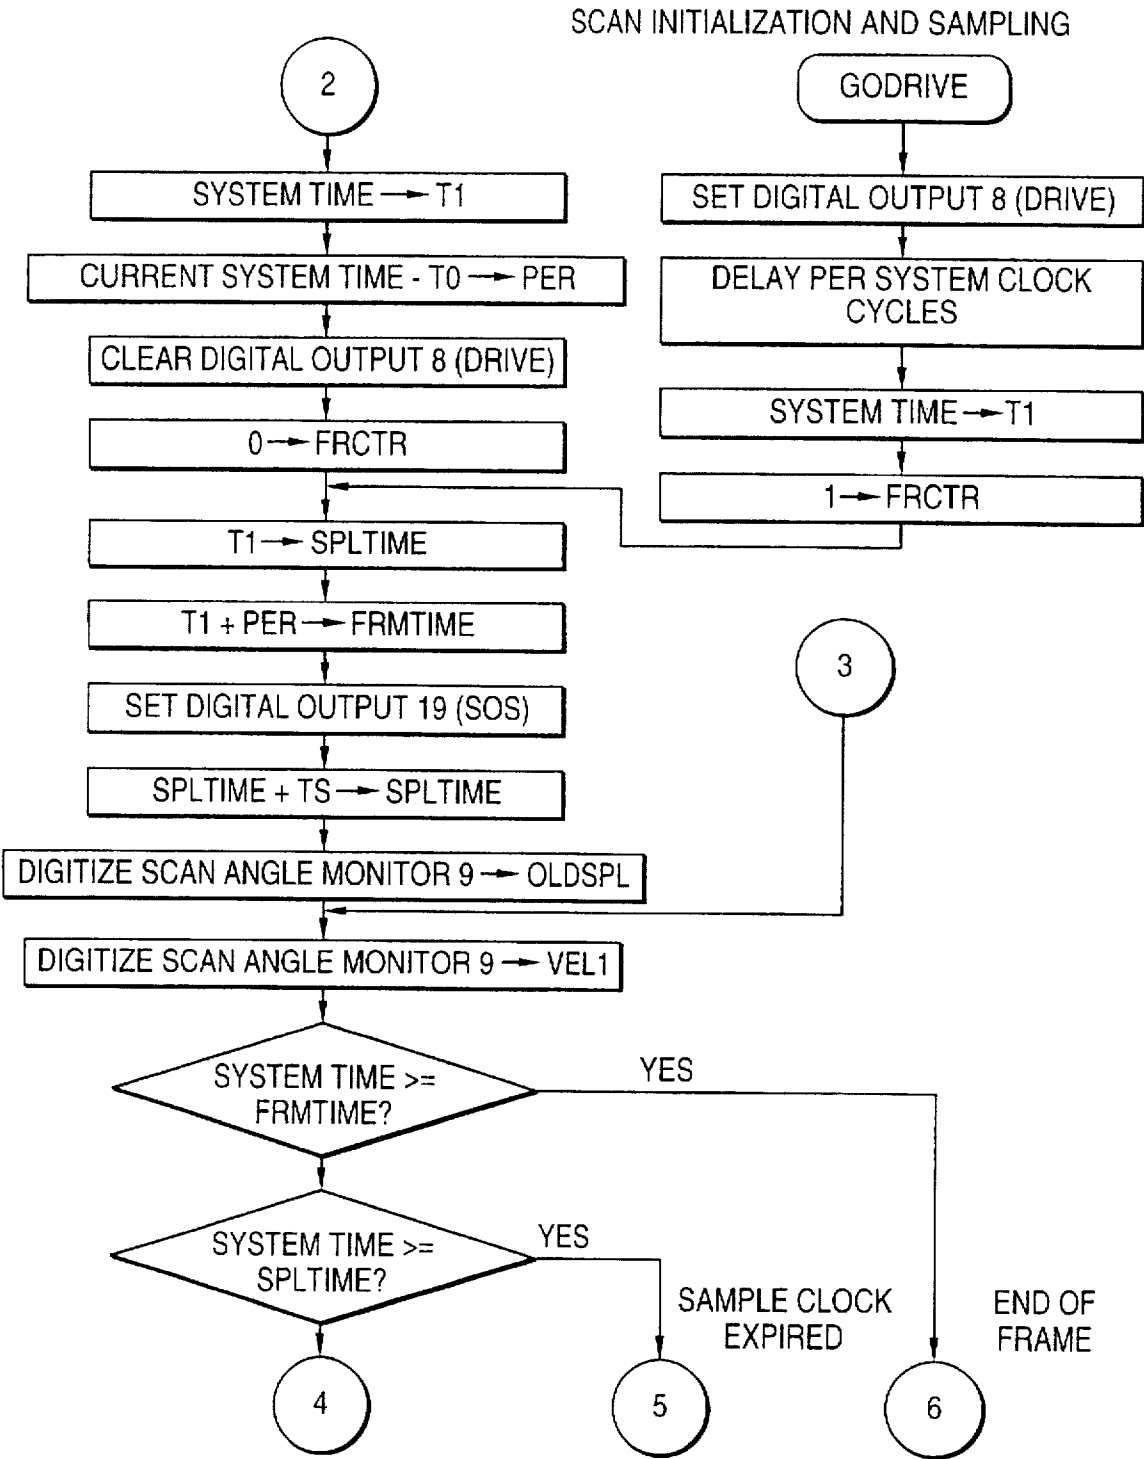 SCAN INITIALIZATION AND SAMPLING
2
SYSTEM TIME → T1
CURRENT SYSTEM TIME - T0 → PER
CLEAR DIGITAL OUTPUT 8 (DRIVE)
0 → FRCTR
GODRIVE
SET DIGITAL OUTPUT 8 (DRIVE)
DELAY PER SYSTEM CLOCK
CYCLES
SYSTEM TIME → T1
1 → FRCTR
T1 → SPLTIME
T1 + PER → FRMTIME
SET DIGITAL OUTPUT 19 (SOS)
SPLTIME + TS → SPLTIME
DIGITIZE SCAN ANGLE MONITOR 9 → OLDSPL
3
DIGITIZE SCAN ANGLE MONITOR 9 → VEL1
SYSTEM TIME >=
FRMTIME?
YES
SYSTEM TIME >=
SPLTIME?
YES
SAMPLE CLOCK
EXPIRED
END OF
FRAME
4
5
6